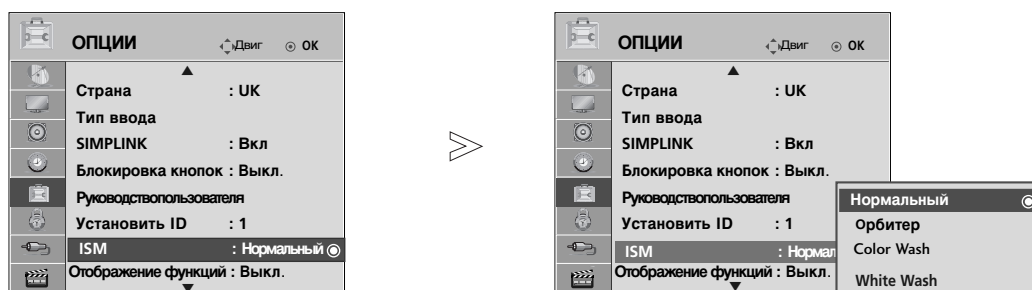 ОПЦИИ Двиг OK
Страна : UK
Тип ввода
SIMPLINK : Вкл
Блокировка кнопок : Выкл.
Руководствопользователя
Установить ID : 1
ISM : Нормальный
Отображение функций : Выкл.
ОПЦИИ Двиг OK
Страна : UK
Тип ввода
SIMPLINK : Вкл
Блокировка кнопок : Выкл.
Руководствопользователя
Установить ID : 1
ISM : Нормал
Отображение функций : Выкл.
Нормальный
Орбитер
Color Wash
White Wash